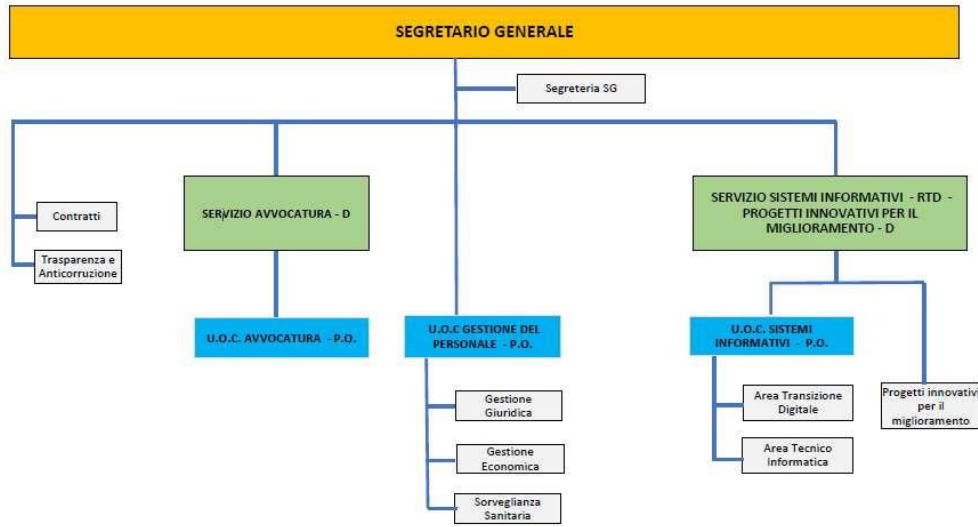 SEGRETARIO GENERALE
Segreteria SG
Contratti
Trasparenza e
Anticorruzione
SERVIZIO AVVOCATURA - D
SERVIZIO SISTEMI INFORMATIVI - RTD -
PROGETTI INNOVATIVI PER IL
MIGLIORAMENTO - D
U.O.C. AVVOCATURA - P.O.
U.O.C GESTIONE DEL
PERSONALE - P.O.
U.O.C. SISTEMI
INFORMATIVI - P.O.
Gestione
Giuridica
Gestione
Economica
Sorveglianza
Sanitaria
Area Transizione
Digitale
Area Tecnico
Informatica
Progetti innovativi
per il
miglioramento